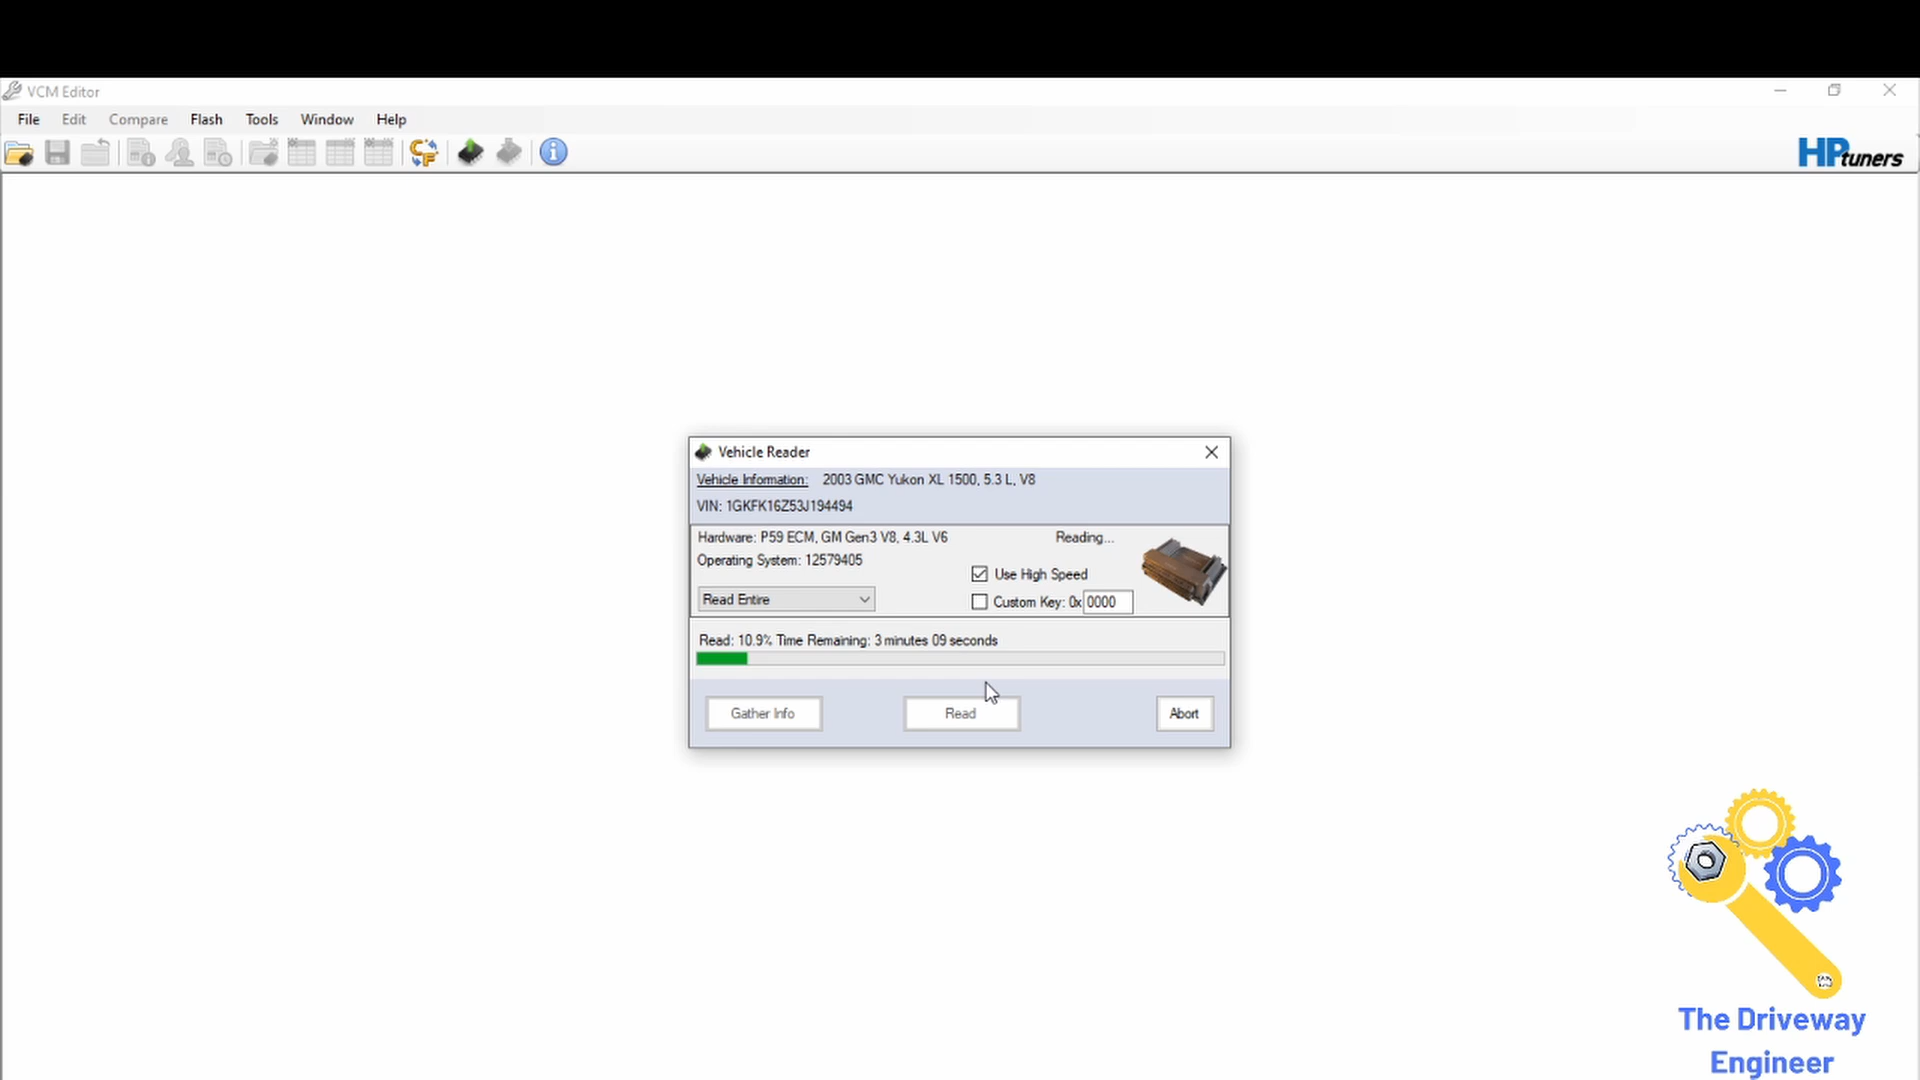 VCM Editor
File Edit Compare Flash Tools Window Help
HPtuners
Vehicle Reader
Vehicle Information: 2003 GMC Yukon XL 1500, 5.3 L, V8
VIN: 1GKFK16Z53J194494
Hardware: P59 ECM, GM Gen3 V8, 4.3L V6 Reading...
Operating System: 12579405
Use High Speed
Read Entire
Custom Key: 0x 0000
Read: 10.9% Time Remaining: 3 minutes 09 seconds
Gather Info Read Abort
The Driveway
Engineer